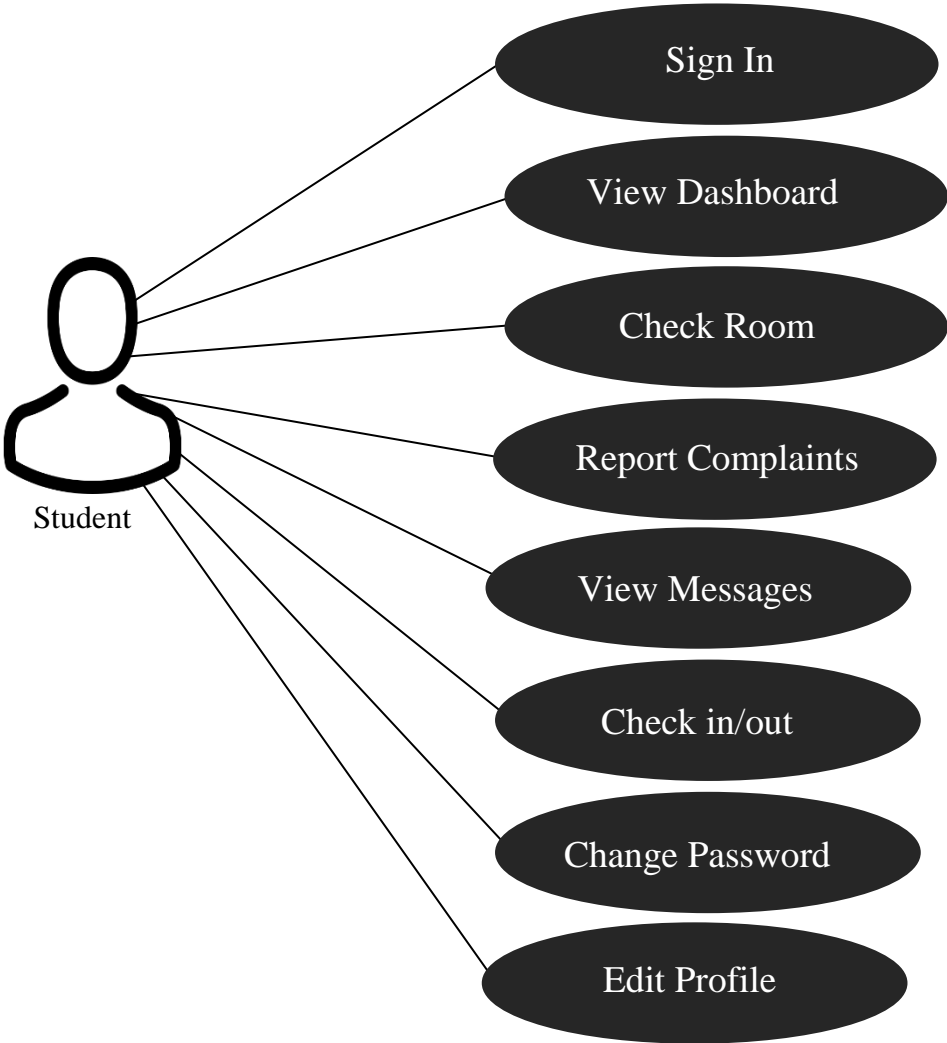 Sign In
View Dashboard
Check Room
Report Complaints
Student
View Messages
Check in/out
Change Password
Edit Profile